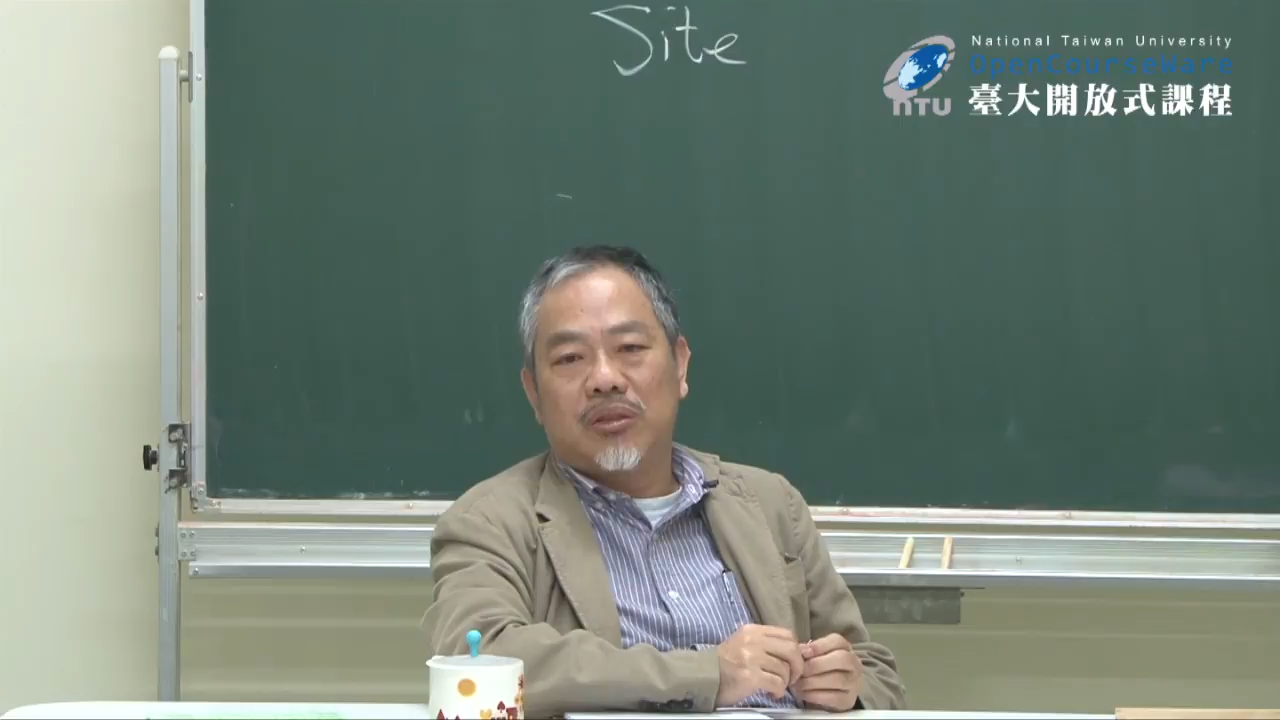 Site
National Taiwan University
OpenCourseWare
NTU
臺大開放式課程